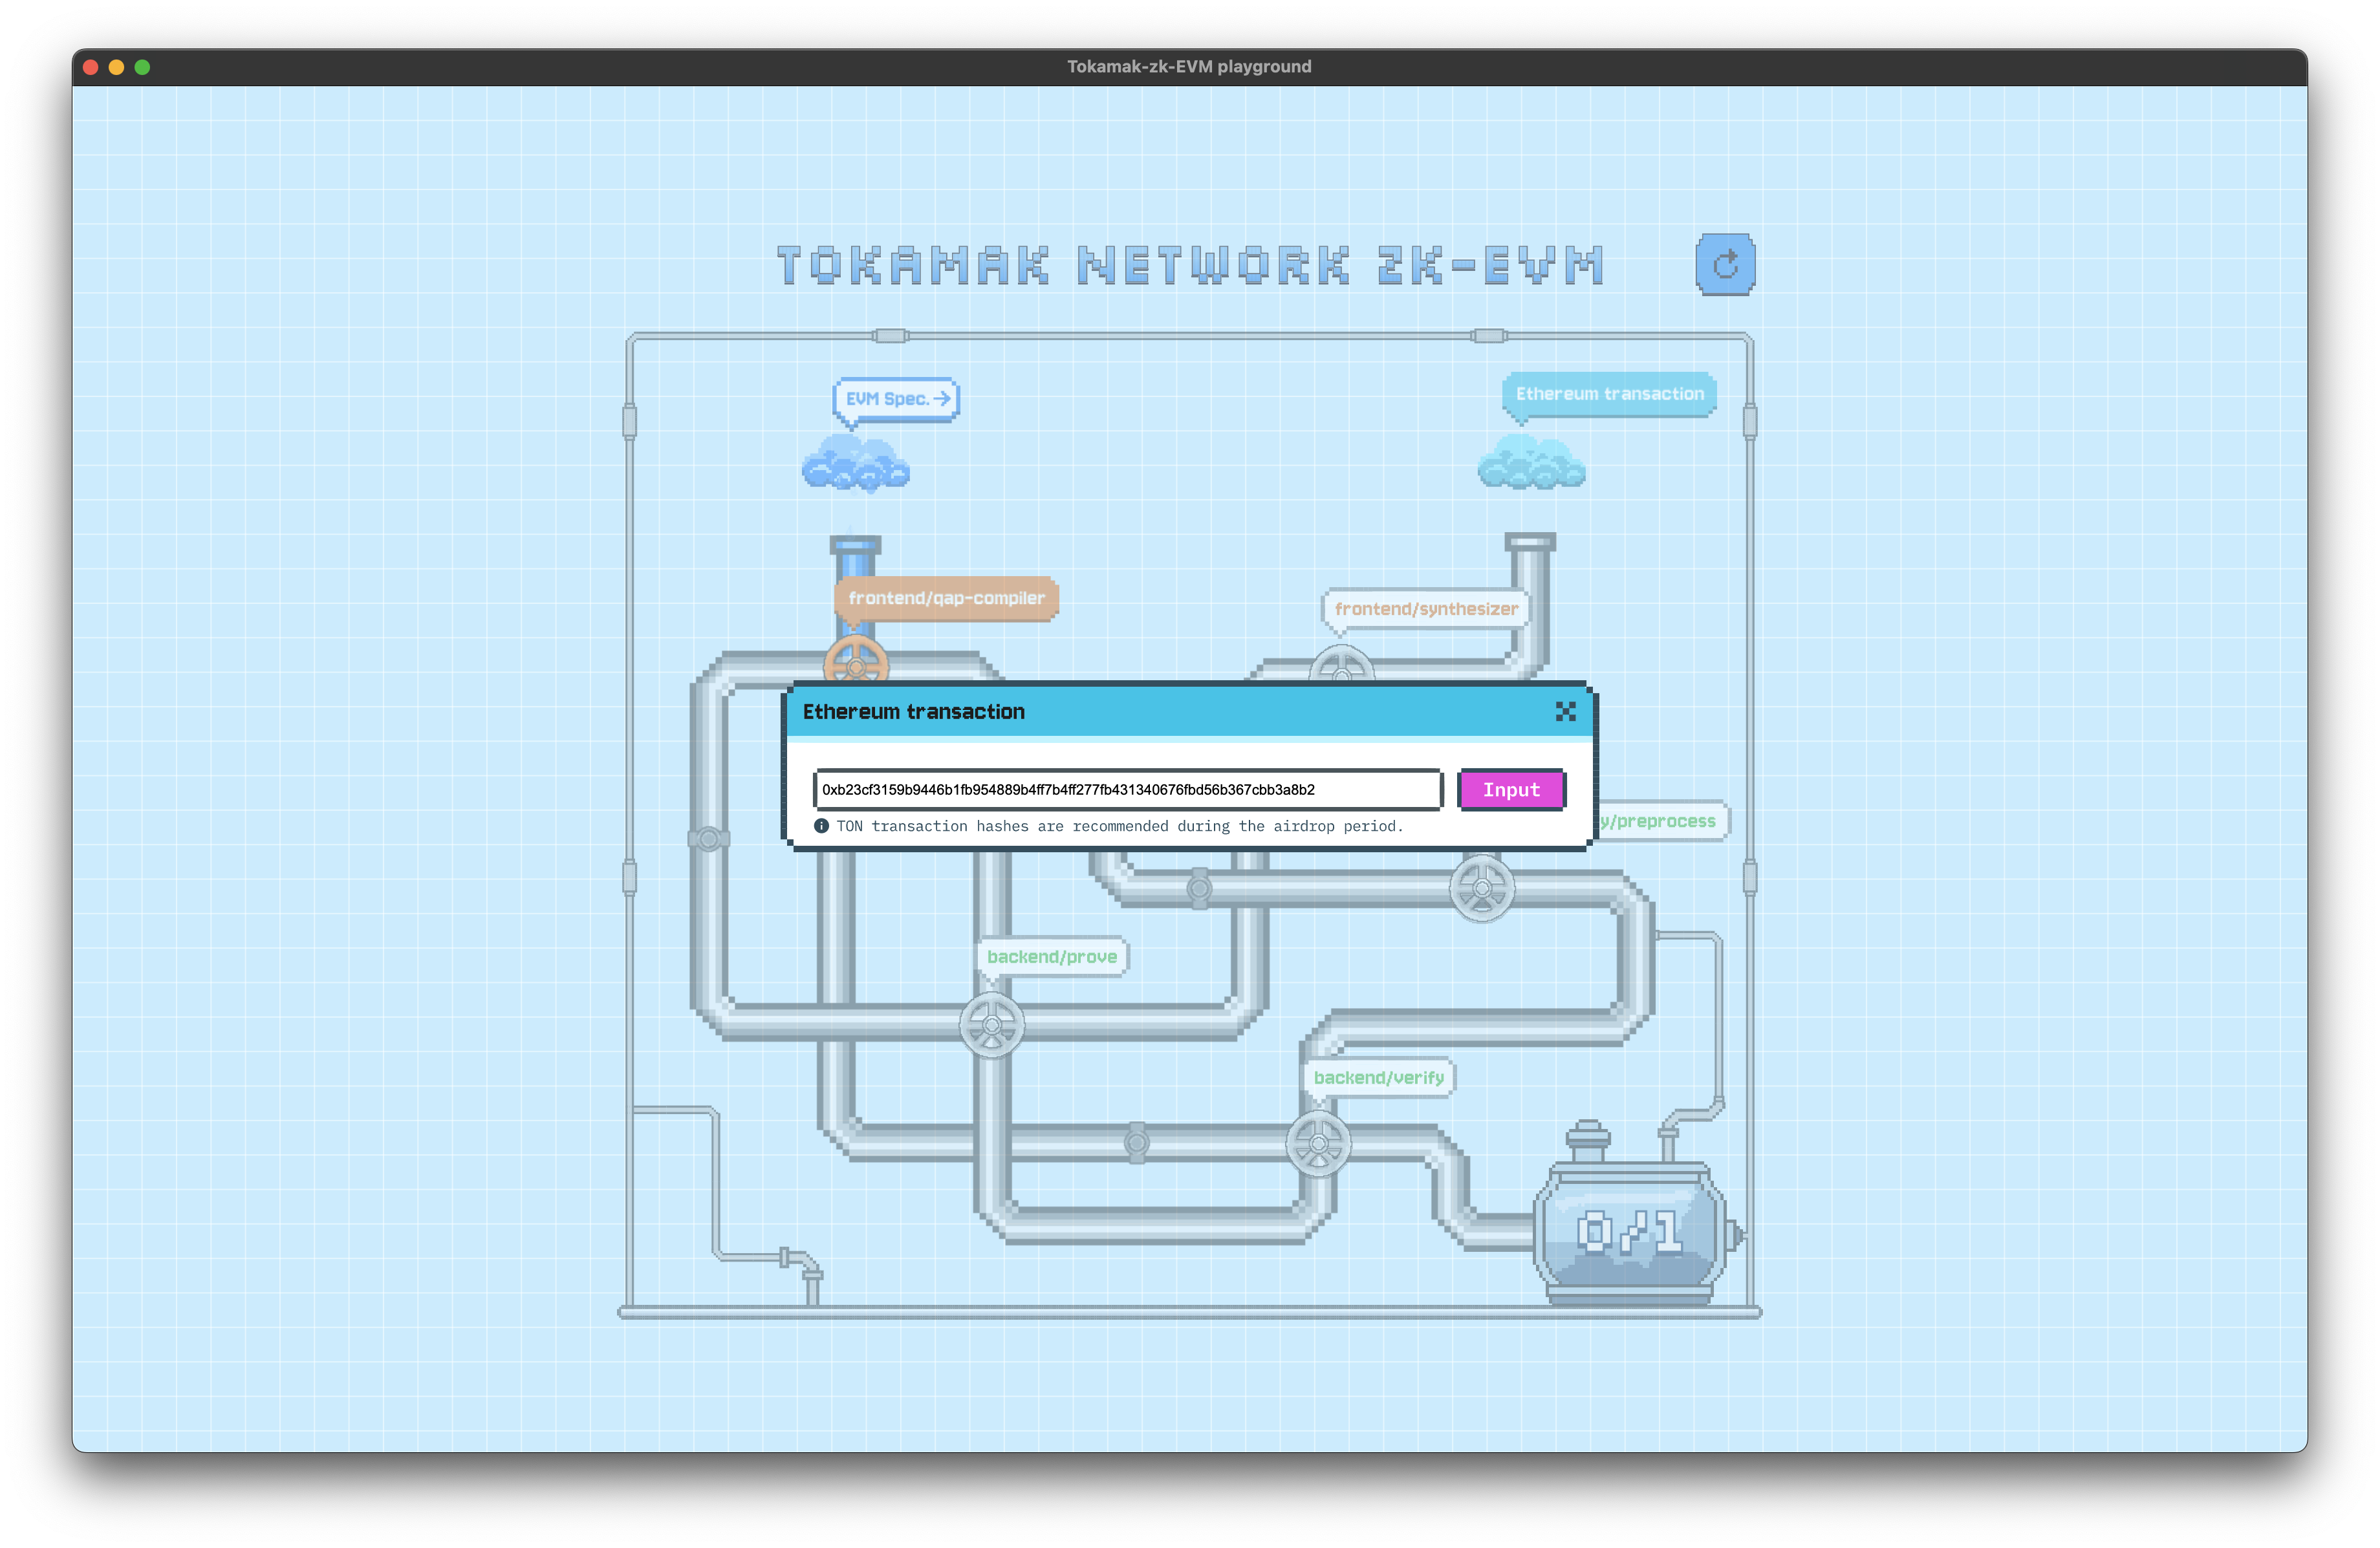 Tokamak-zk-EVM playground
TOKAMAK NETWORK ZK-EVM
EVM Spec.
Ethereum transaction
frontend/qap-compiler
frontend/synthesizer
Ethereum transaction
0xb23cf3159b9446b1fb954889b4ff7b4ff277fb431340676fbd56b367cbb3a8b2
Input
TON transaction hashes are recommended during the airdrop period.
y/preprocess
backend/prove
backend/verify
0/1